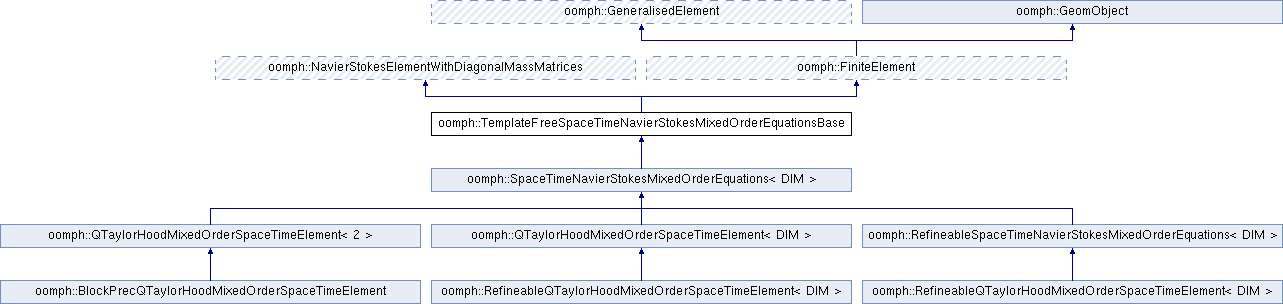 oomph::GeneralisedElement
oomph::GeomObject
oomph::NavierStokesElementWithDiagonalMassMatrices
oomph::FiniteElement
oomph::TemplateFreeSpaceTimeNavierStokesMixedOrderEquationsBase
oomph::SpaceTimeNavierStokesMixedOrderEquations< DIM >
oomph::QTaylorHoodMixedOrderSpaceTimeElement< 2 >
oomph::QTaylorHoodMixedOrderSpaceTimeElement< DIM >
oomph::RefineableSpaceTimeNavierStokesMixedOrderEquations< DIM >
oomph::BlockPrecQTaylorHoodMixedOrderSpaceTimeElement
oomph::RefineableQTaylorHoodMixedOrderSpaceTimeElement< DIM >
oomph::RefineableQTaylorHoodMixedOrderSpaceTimeElement< DIM >